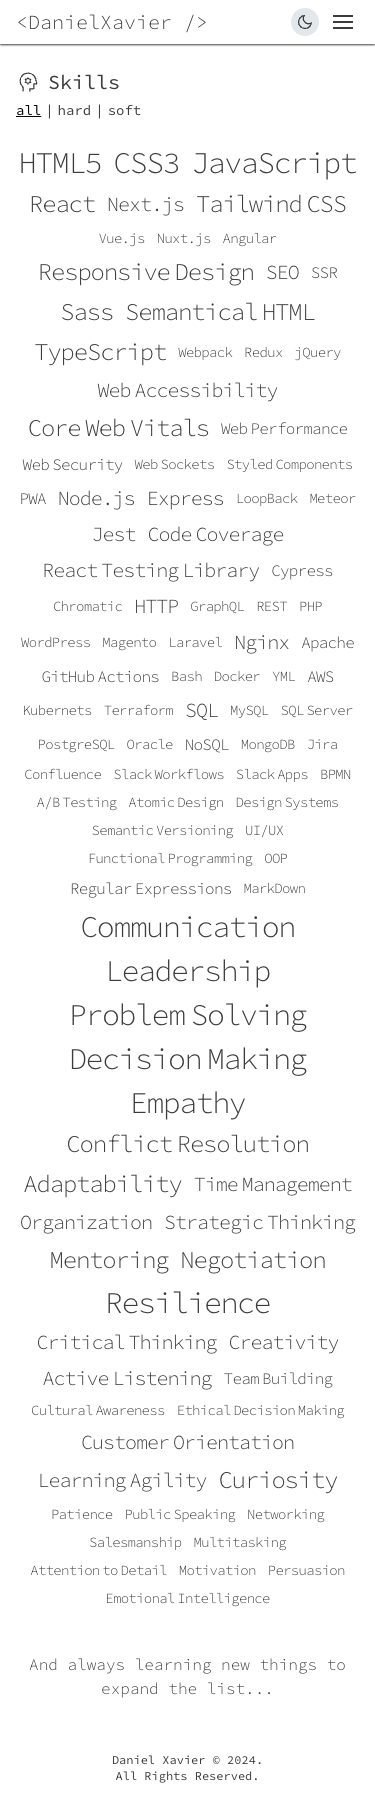 <DanielXavier />
Skills
all | hard | soft
HTML5 CSS3 JavaScript
React Next.js Tailwind CSS
Vue.js Nuxt.js Angular
Responsive Design SEO SSR
Sass Semantical HTML
TypeScript Webpack Redux jQuery
Web Accessibility
Core Web Vitals Web Performance
Web Security Web Sockets Styled Components
PWA Node.js Express LoopBack Meteor
Jest Code Coverage
React Testing Library Cypress
Chromatic HTTP GraphQL REST PHP
WordPress Magento Laravel Nginx Apache
GitHub Actions Bash Docker YML AWS
Kubernets Terraform SQL MySQL SQL Server
PostgreSQL Oracle NoSQL MongoDB Jira
Confluence Slack Workflows Slack Apps BPMN
A/B Testing Atomic Design Design Systems
Semantic Versioning UI/UX
Functional Programming OOP
Regular Expressions MarkDown
Communication
Leadership
Problem Solving
Decision Making
Empathy
Conflict Resolution
Adaptability Time Management
Organization Strategic Thinking
Mentoring Negotiation
Resilience
Critical Thinking Creativity
Active Listening Team Building
Cultural Awareness Ethical Decision Making
Customer Orientation
Learning Agility Curiosity
Patience Public Speaking Networking
Salesmanship Multitasking
Attention to Detail Motivation Persuasion
Emotional Intelligence
And always learning new things to
expand the list...
Daniel Xavier © 2024.
All Rights Reserved.